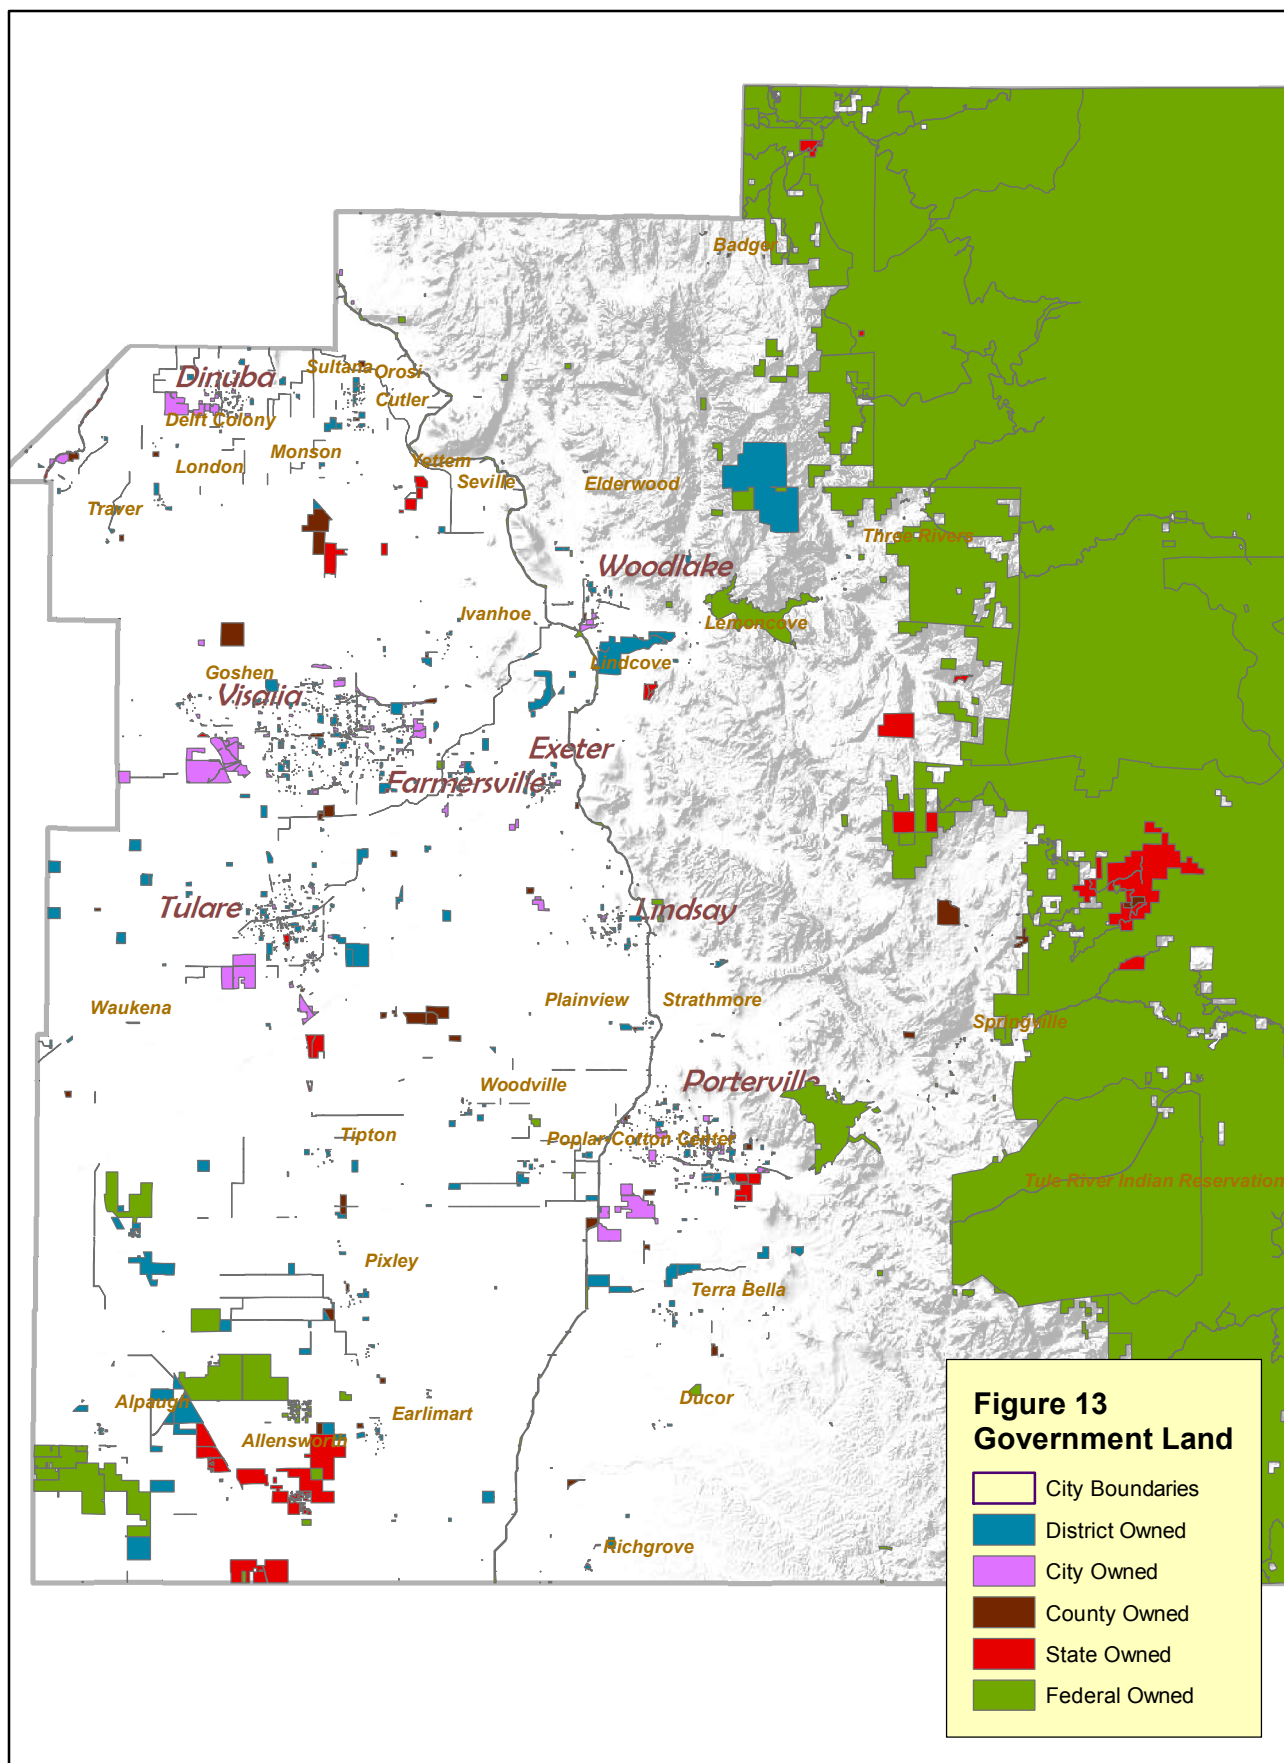 Badger
Sultana
Orosi
Dinuba
Cutler
Delft Colony
Monson
London
Yettem
Seville
Elderwood
Traver
Three Rivers
Woodlake
Ivanhoe
Lemoncove
Lindcove
Goshen
Visalia
Exeter
Farmersville
Tulare
Lindsay
Waukena
Plainview
Strathmore
Springville
Woodville
Porterville
Tipton
Poplar-Cotton Center
Tule River Indian Reservation
Pixley
Terra Bella
Alpaugh
Earlimart
Ducor
Allensworth
Richgrove
Figure 13
Government Land
City Boundaries
District Owned
City Owned
County Owned
State Owned
Federal Owned